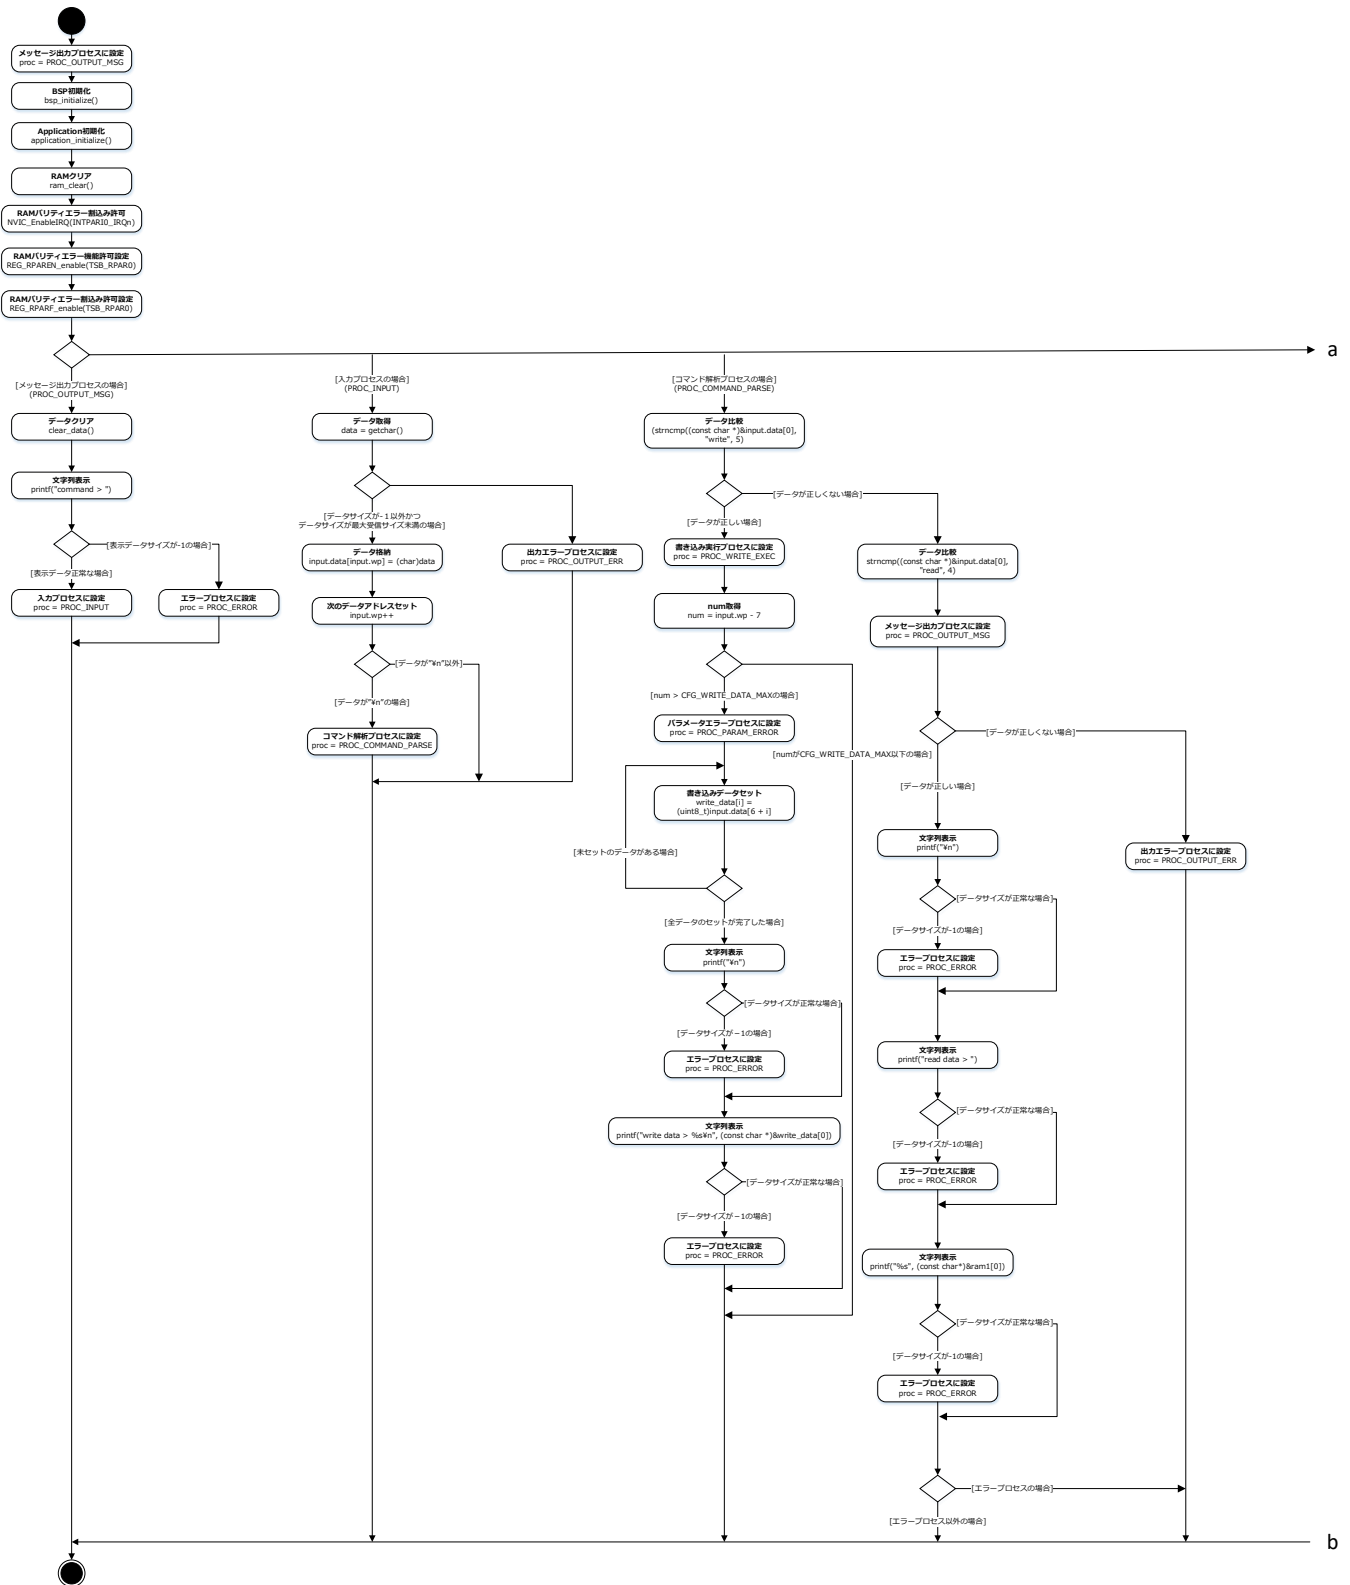 メッセージ出力プロセスに設定
proc = PROC_OUTPUT_MSG
BSP初期化
bsp_initialize()
Application初期化
application_initialize()
RAMクリア
ram_clear()
RAMパリティエラー割込み許可
NVIC_EnableIRQ(INTPARI0_IRQn)
RAMパリティエラー機能許可設定
REG_RPAREN_enable(TSB_RPAR0)
RAMパリティエラー割込み許可設定
REG_RPARF_enable(TSB_RPAR0)
a
[メッセージ出力プロセスの場合]
(PROC_OUTPUT_MSG)
データクリア
clear_data()
文字列表示
printf("command > ")
[表示データサイズが-1の場合]
[表示データ正常な場合]
入力プロセスに設定
proc = PROC_INPUT
エラープロセスに設定
proc = PROC_ERROR
[入力プロセスの場合]
(PROC_INPUT)
データ取得
data = getchar()
[データサイズが-１以外かつ
データサイズが最大受信サイズ未満の場合]
データ格納
input.data[input.wp] = (char)data
出力エラープロセスに設定
proc = PROC_OUTPUT_ERR
次のデータアドレスセット
input.wp++
[データが"¥n"以外]
[データが"¥n"の場合]
コマンド解析プロセスに設定
proc = PROC_COMMAND_PARSE
[コマンド解析プロセスの場合]
(PROC_COMMAND_PARSE)
データ比較
(strncmp((const char *)&input.data[0],
"write", 5)
[データが正しくない場合]
[データが正しい場合]
書き込み実行プロセスに設定
proc = PROC_WRITE_EXEC
num取得
num = input.wp - 7
[num > CFG_WRITE_DATA_MAXの場合]
パラメータエラープロセスに設定
proc = PROC_PARAM_ERROR
[numがCFG_WRITE_DATA_MAX以下の場合]
書き込みデータセット
write_data[i] =
(uint8_t)input.data[6 + i]
[未セットのデータがある場合]
[全データのセットが完了した場合]
文字列表示
printf("¥n")
[データサイズが正常な場合]
[データサイズが－1の場合]
エラープロセスに設定
proc = PROC_ERROR
文字列表示
printf("write data > %s¥n", (const char *)&write_data[0])
[データサイズが正常な場合]
[データサイズが－1の場合]
エラープロセスに設定
proc = PROC_ERROR
データ比較
strncmp((const char *)&input.data[0],
"read", 4)
メッセージ出力プロセスに設定
proc = PROC_OUTPUT_MSG
[データが正しくない場合]
[データが正しい場合]
文字列表示
printf("¥n")
出力エラープロセスに設定
proc = PROC_OUTPUT_ERR
[データサイズが正常な場合]
[データサイズが-1の場合]
エラープロセスに設定
proc = PROC_ERROR
文字列表示
printf("read data > ")
[データサイズが正常な場合]
[データサイズが-1の場合]
エラープロセスに設定
proc = PROC_ERROR
文字列表示
printf("%s", (const char*)&ram1[0])
[データサイズが正常な場合]
[データサイズが-1の場合]
エラープロセスに設定
proc = PROC_ERROR
[エラープロセスの場合]
[エラープロセス以外の場合]
b